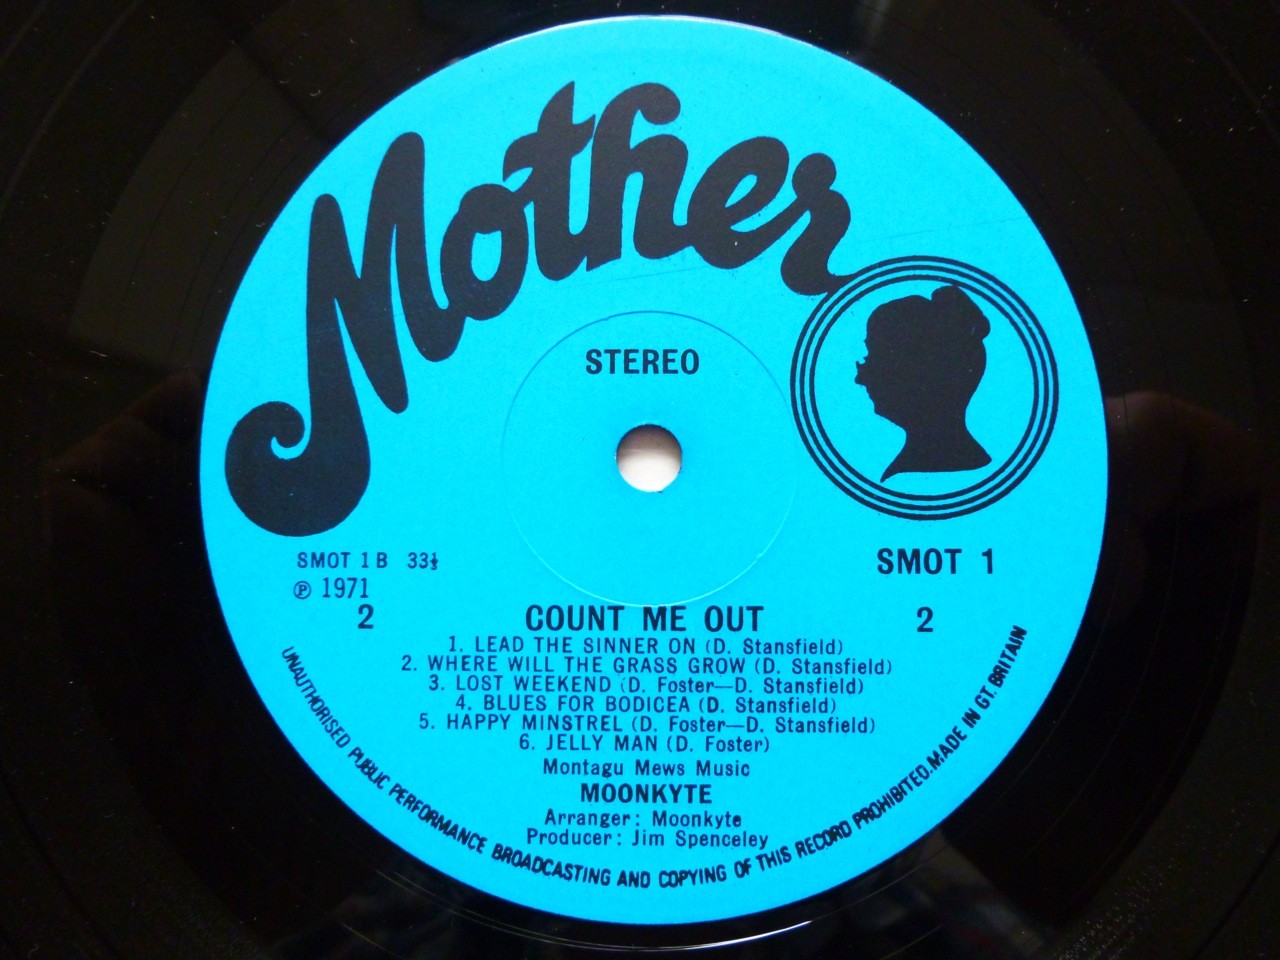 Mother
STEREO
SMOT 1 B 33⅓
℗ 1971
SMOT 1
2
2
COUNT ME OUT
1. LEAD THE SINNER ON (D. Stansfield)
2. WHERE WILL THE GRASS GROW (D. Stansfield)
3. LOST WEEKEND (D. Foster—D. Stansfield)
4. BLUES FOR BODICEA (D. Stansfield)
5. HAPPY MINSTREL (D. Foster—D. Stansfield)
6. JELLY MAN (D. Foster)
Montagu Mews Music
MOONKYTE
Arranger: Moonkyte
Producer: Jim Spenceley
UNAUTHORISED PUBLIC PERFORMANCE BROADCASTING AND COPYING OF THIS RECORD PROHIBITED. MADE IN GT. BRITAIN